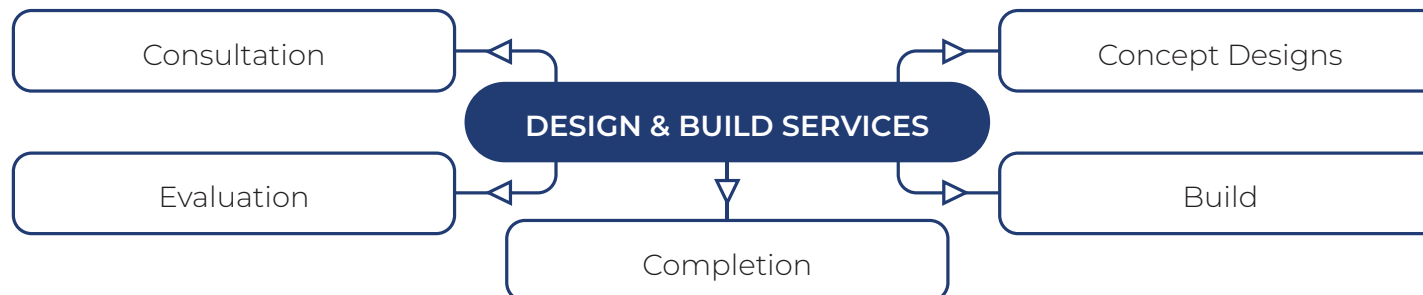 Consultation
Concept Designs
DESIGN & BUILD SERVICES
Evaluation
Build
Completion